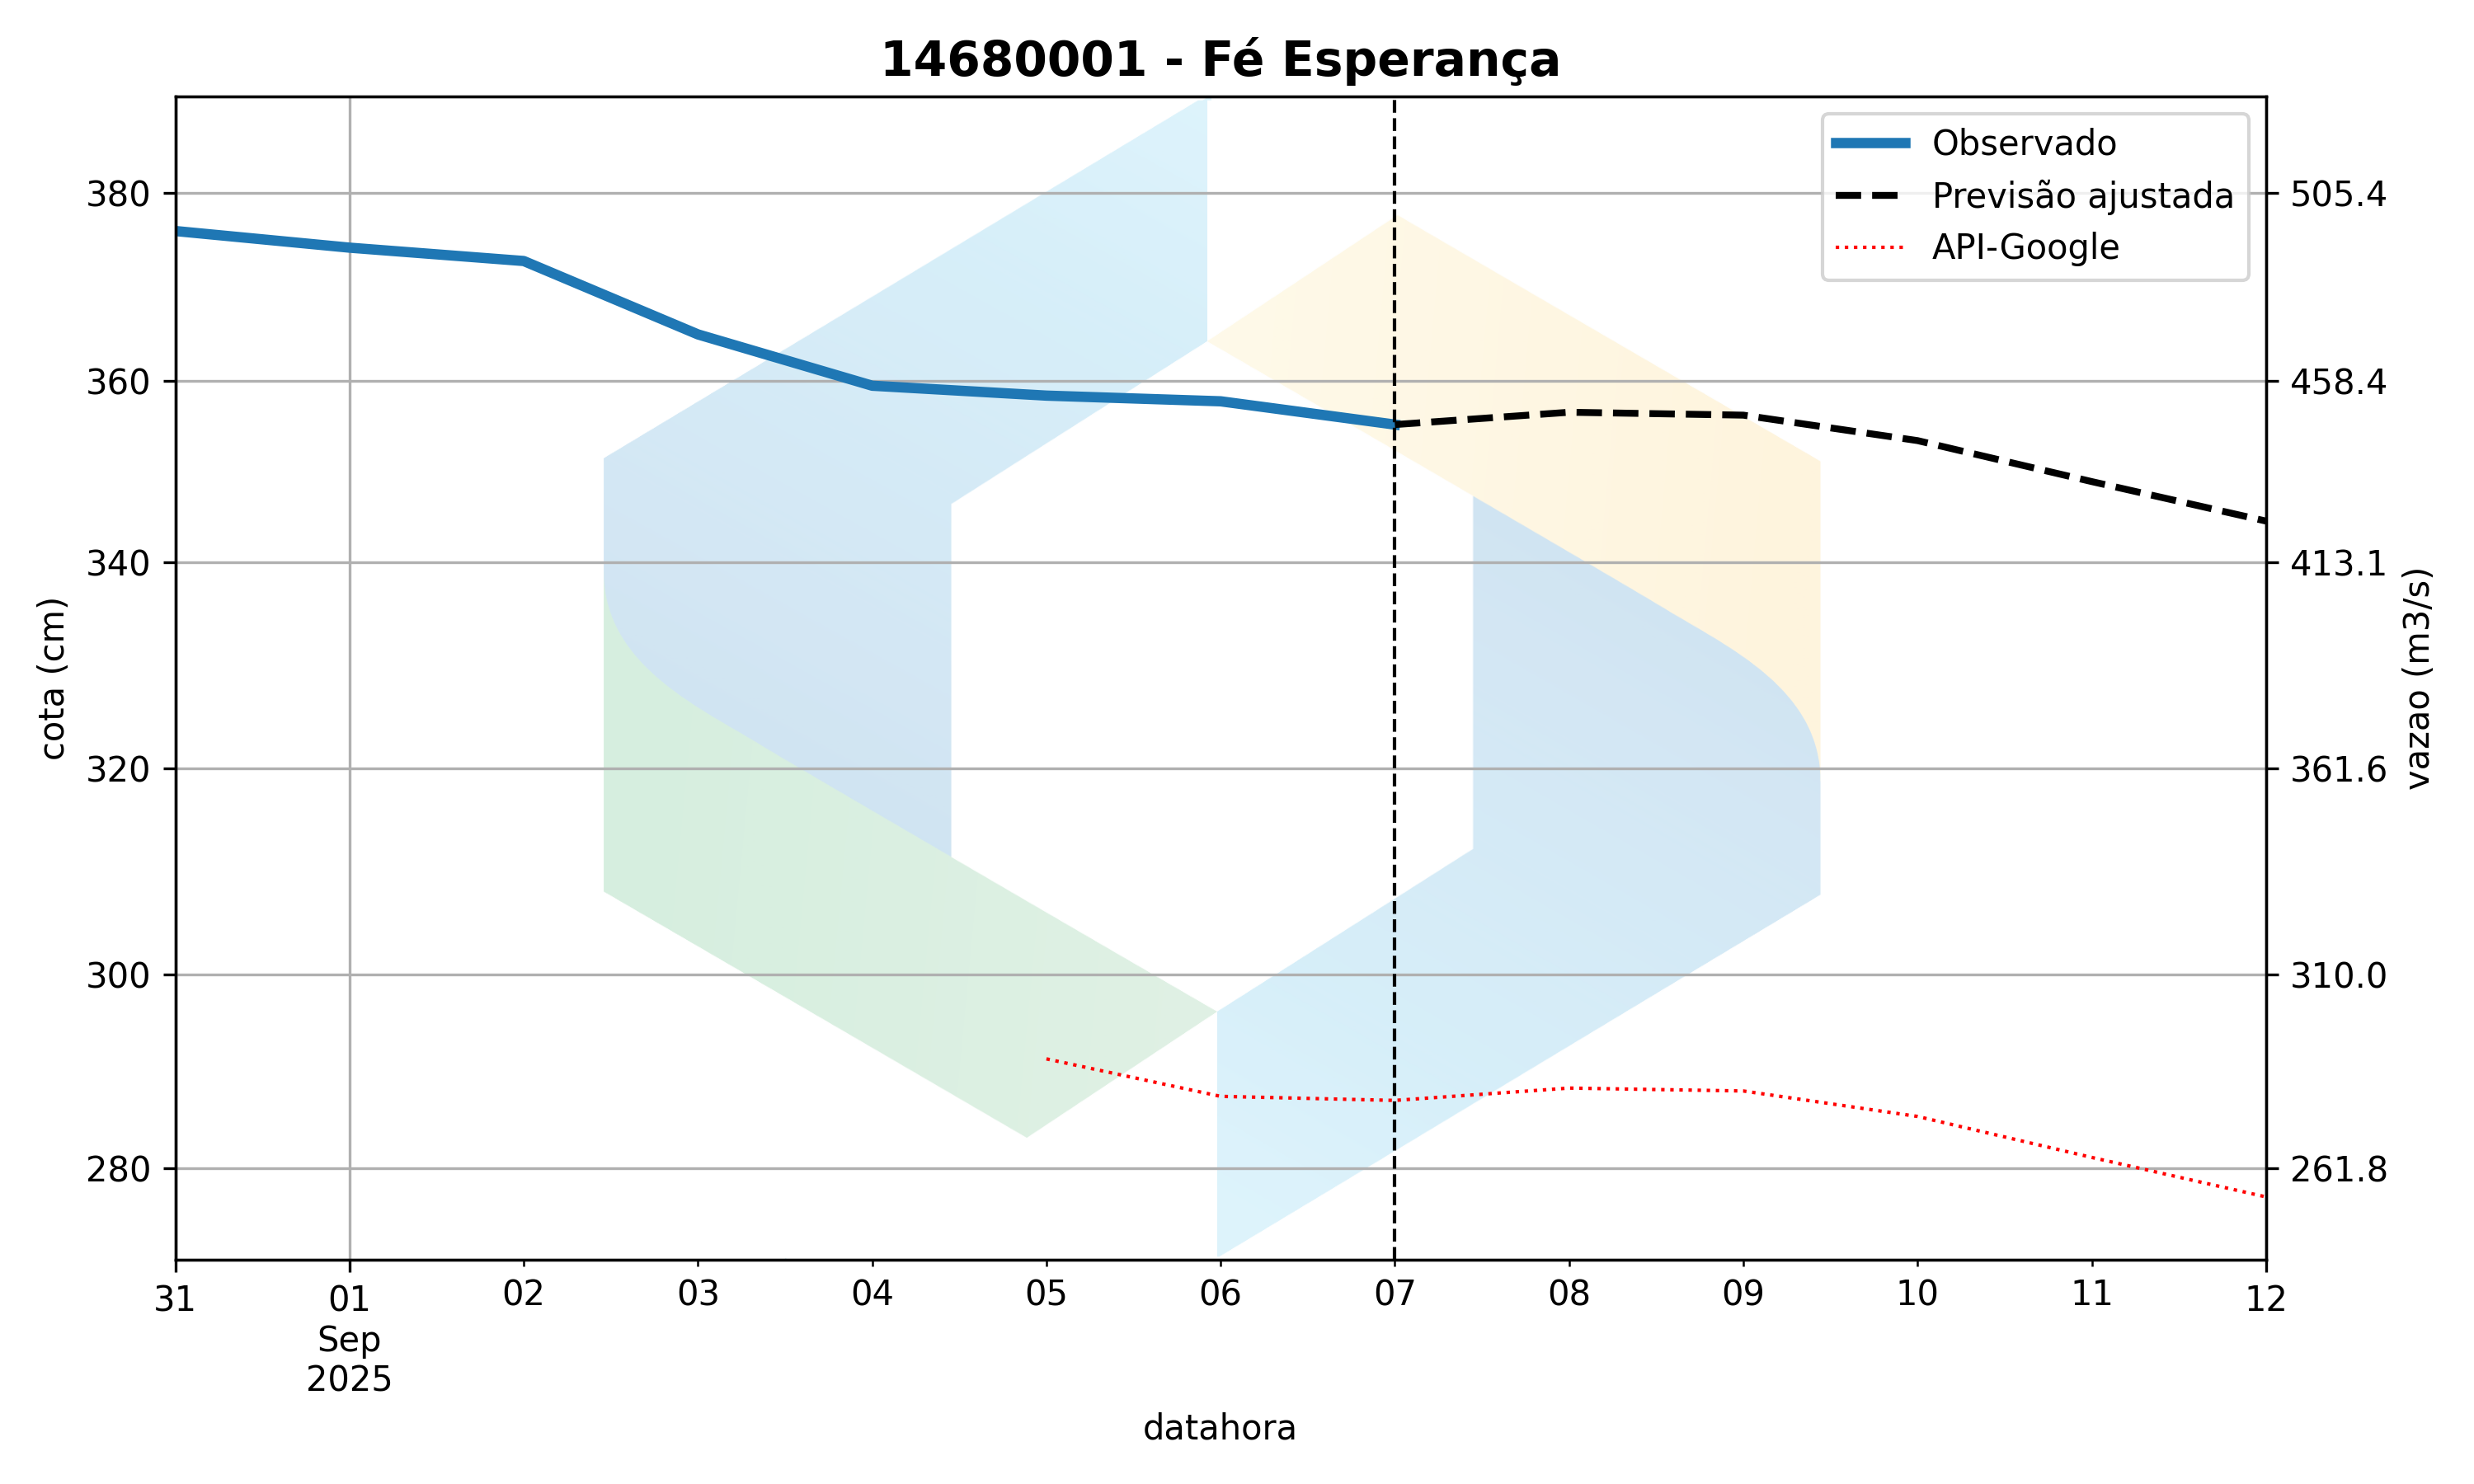 14680001 - Fé Esperança
Observado
Previsão ajustada
API-Google
380
360
340
320
300
280
cota (cm)
505.4
458.4
413.1
361.6
310.0
261.8
vazao (m3/s)
31 01 02 03 04 05 06 07 08 09 10 11 12
Sep
2025
datahora